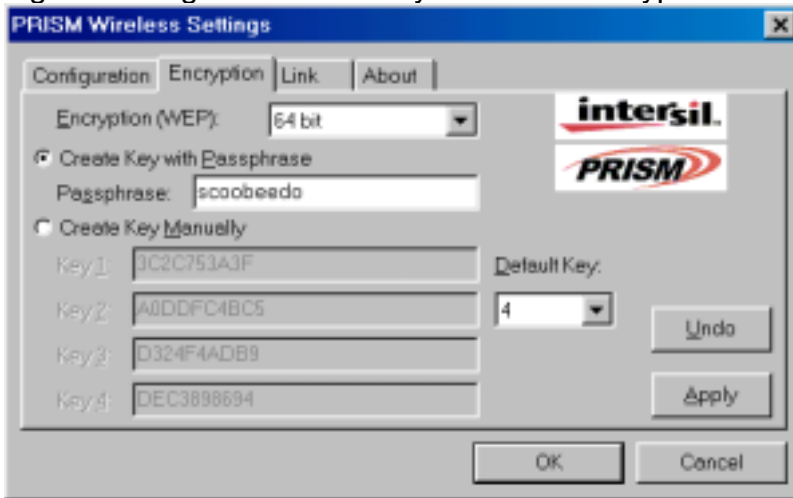 PRISM Wireless Settings
Configuration Encryption Link About
Encryption (WEP): 64 bit
intersil.
PRISM
Create Key with Passphrase
Passphrase: scoobeedo
Create Key Manually
Key 1: 3C2C753A3F
Default Key:
Key 2: A0DDFC4BC5
4
Undo
Key 3: D324F4ADB9
Key 4: DEC3898694
Apply
OK Cancel